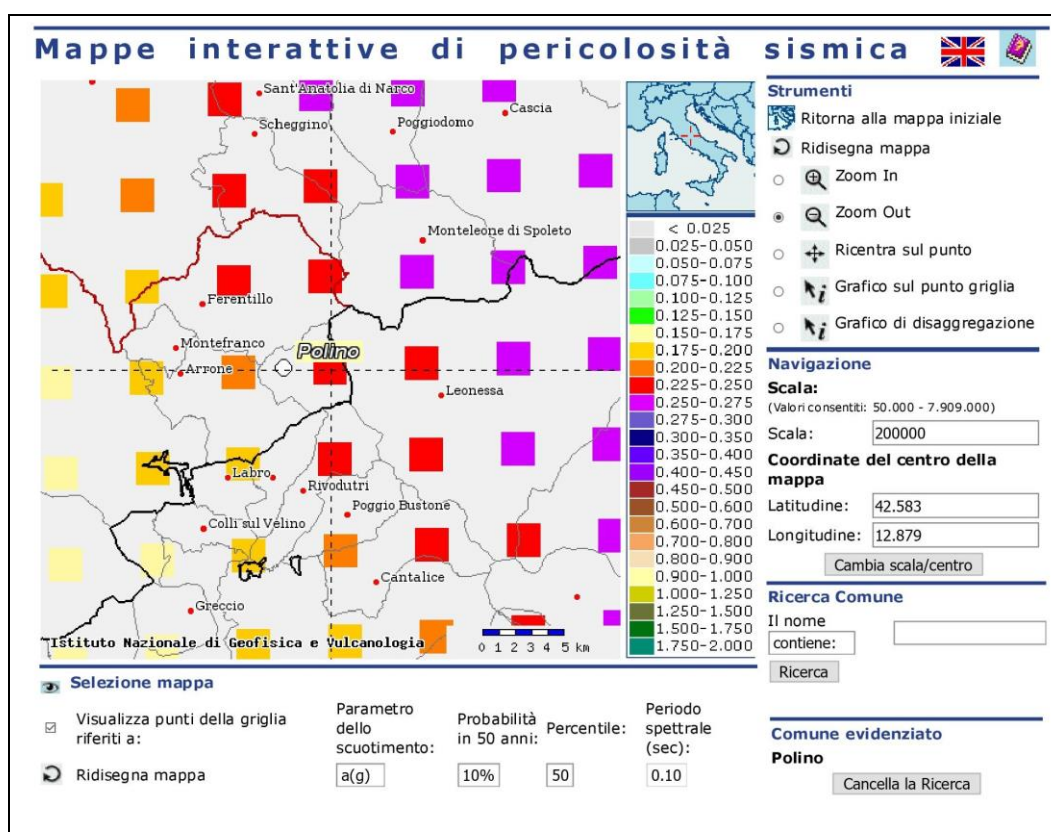 Mappe interattive di pericolosità sismica
Sant'Anatolia di Narco
Cascia
Scheggino
Poggiodomo
Monteleone di Spoleto
Ferentillo
Montefranco
Polino
Arrone
Leonessa
Labro
Rivodutri
Poggio Bustone
Colli sul Velino
Cantalice
Greccio
Istituto Nazionale di Geofisica e Vulcanologia
0 1 2 3 4 5 km
< 0.025
0.025-0.050
0.050-0.075
0.075-0.100
0.100-0.125
0.125-0.150
0.150-0.175
0.175-0.200
0.200-0.225
0.225-0.250
0.250-0.275
0.275-0.300
0.300-0.350
0.350-0.400
0.400-0.450
0.450-0.500
0.500-0.600
0.600-0.700
0.700-0.800
0.800-0.900
0.900-1.000
1.000-1.250
1.250-1.500
1.500-1.750
1.750-2.000
Strumenti
Ritorna alla mappa iniziale
Ridisegna mappa
Zoom In
Zoom Out
Ricentra sul punto
i Grafico sul punto griglia
i Grafico di disaggregazione
Navigazione
Scala:
(Valori consentiti: 50.000 - 7.909.000)
Scala: 200000
Coordinate del centro della
mappa
Latitudine: 42.583
Longitudine: 12.879
Cambia scala/centro
Ricerca Comune
Il nome
contiene:
Ricerca
Comune evidenziato
Polino
Cancella la Ricerca
Selezione mappa
Visualizza punti della griglia
riferiti a:
Ridisegna mappa
Parametro
dello
scuotimento:
a(g)
Probabilità
in 50 anni:
10%
Percentile:
50
Periodo
spettrale
(sec):
0.10